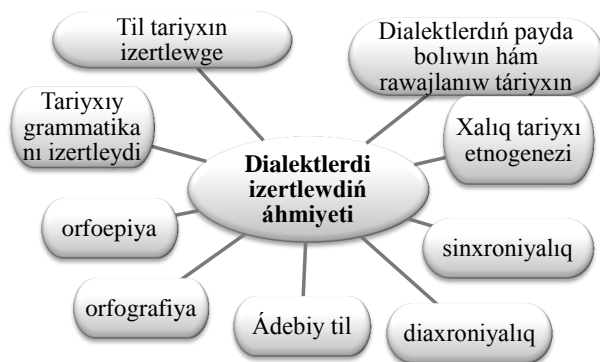 Til tariyxın
izertlewge
Dialektlerdıń payda
bolıwın hám
rawajlanıw táriyxın
Tariyxıy
grammatika
nı izertleydi
Xalıq tariyxı
etnogenezi
Dialektlerdi
izertlewdiń
áhmiyeti
orfoepiya
sinxroniyalıq
orfografiya
Ádebiy til
diaxroniyalıq